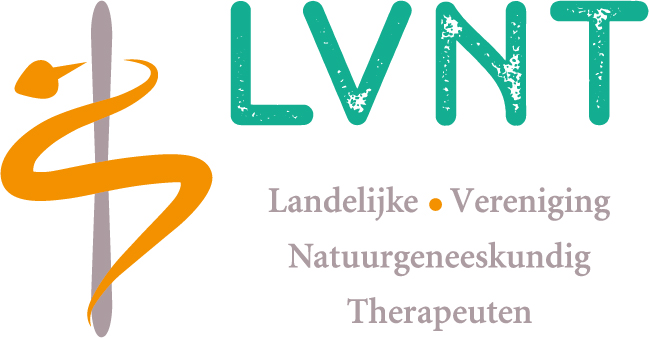 LVNT
Landelijke • Vereniging
Natuurgeneeskundig
Therapeuten